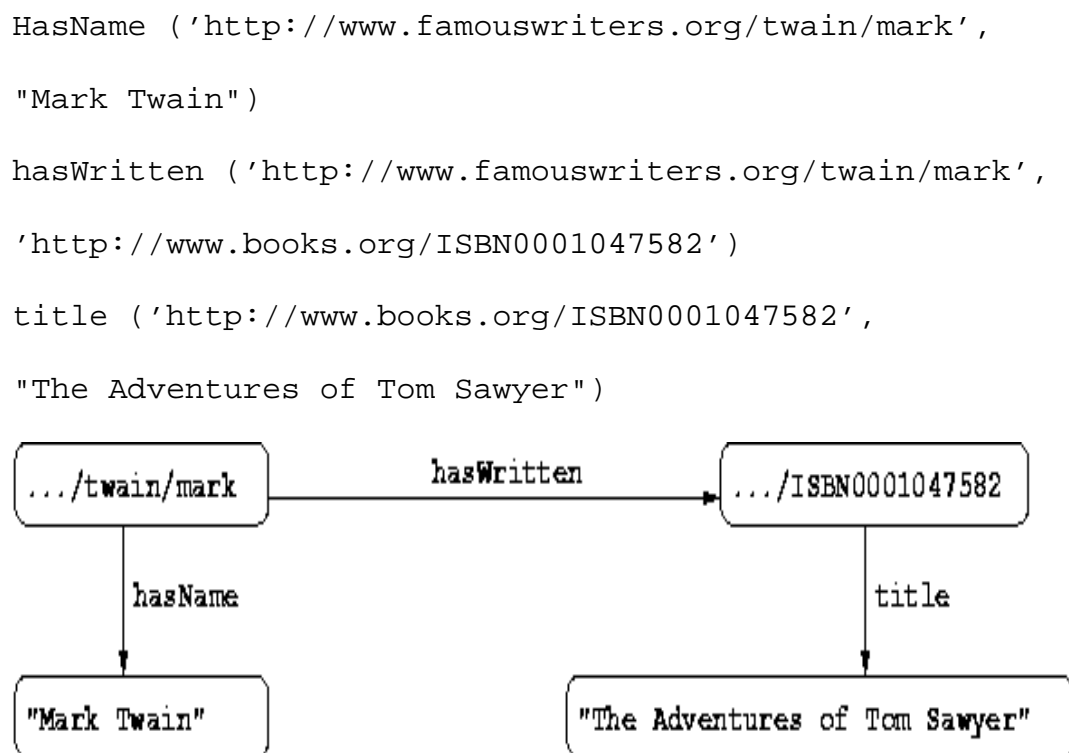 HasName (’http://www.famouswriters.org/twain/mark’,
"Mark Twain")
hasWritten (’http://www.famouswriters.org/twain/mark’,
’http://www.books.org/ISBN0001047582’)
title (’http://www.books.org/ISBN0001047582’,
"The Adventures of Tom Sawyer")
.../twain/mark
hasWritten
.../ISBN0001047582
hasName
title
"Mark Twain"
"The Adventures of Tom Sawyer"